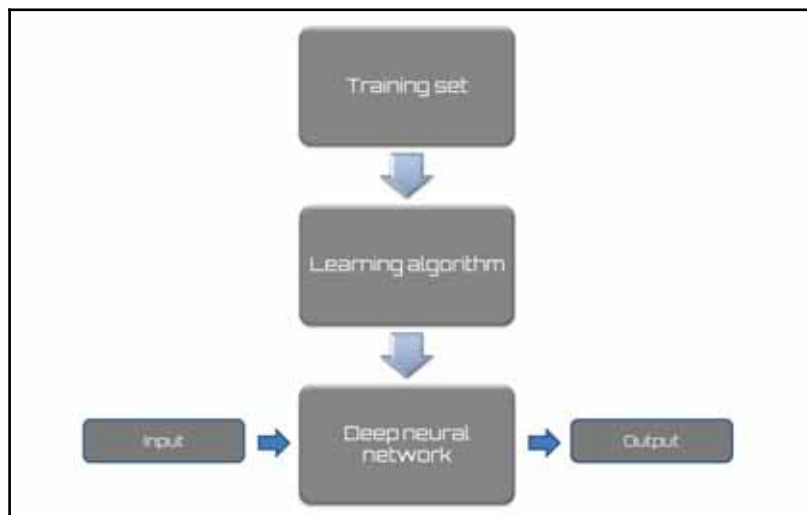 Training set
Learning algorithm
Input
Deep neural
network
Output